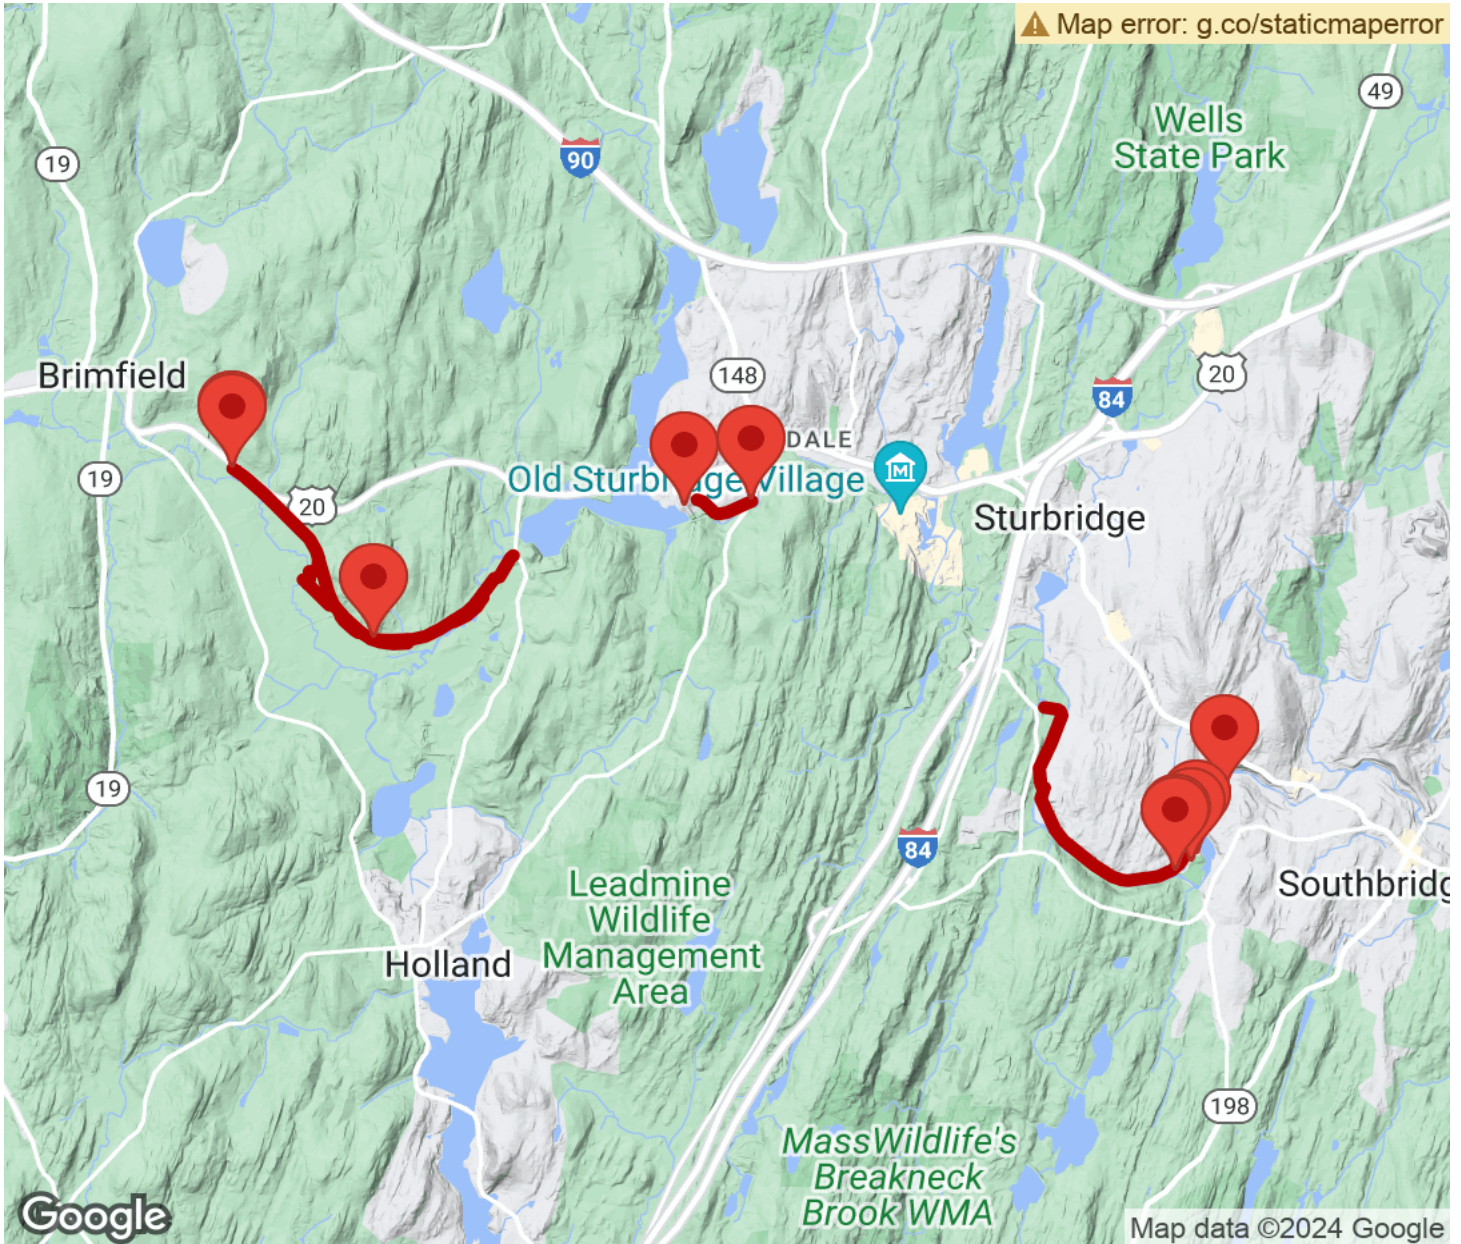 Map error: g.co/staticmaperror
49
Wells
State Park
19
90
Brimfield
148
20
84
DALE
19
Old Sturbridge Village
20
Sturbridge
19
84
Southbridg
Leadmine
Wildlife
Management
Area
Holland
198
MassWildlife's
Breakneck
Brook WMA
Google
Map data ©2024 Google